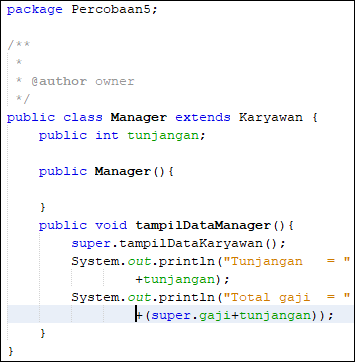 package Percobaan5;
/**
 *
 * @author owner
 */
public class Manager extends Karyawan {
    public int tunjangan;
    public Manager(){
    }
    public void tampilDataManager(){
        super.tampilDataKaryawan();
        System.out.println("Tunjangan   = "
                +tunjangan);
        System.out.println("Total gaji  = "
                +(super.gaji+tunjangan));
    }
}